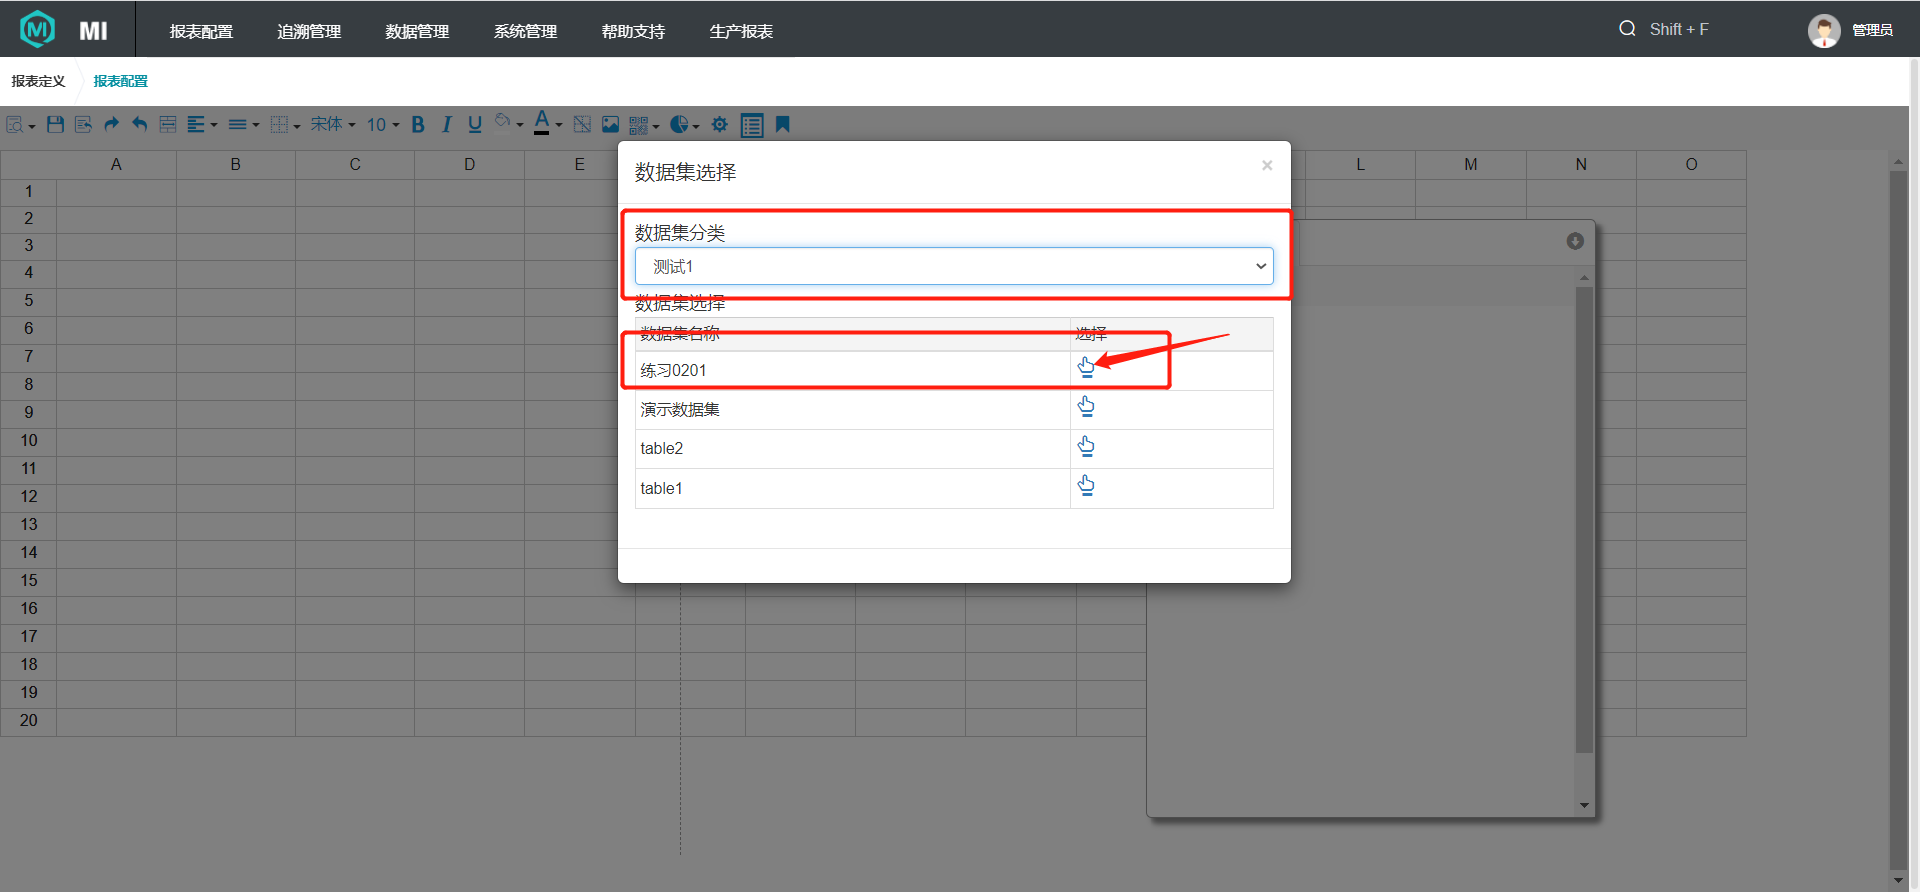 MI
报表配置 追溯管理 数据管理 系统管理 帮助支持 生产报表
Shift + F
管理员
报表定义 报表配置
宋体 10 B I U A
A B C D E L M N O
数据集选择 ×
数据集分类
测试1
数据集选择
数据集名称 选择
练习0201
演示数据集
table2
table1
1
2
3
4
5
6
7
8
9
10
11
12
13
14
15
16
17
18
19
20